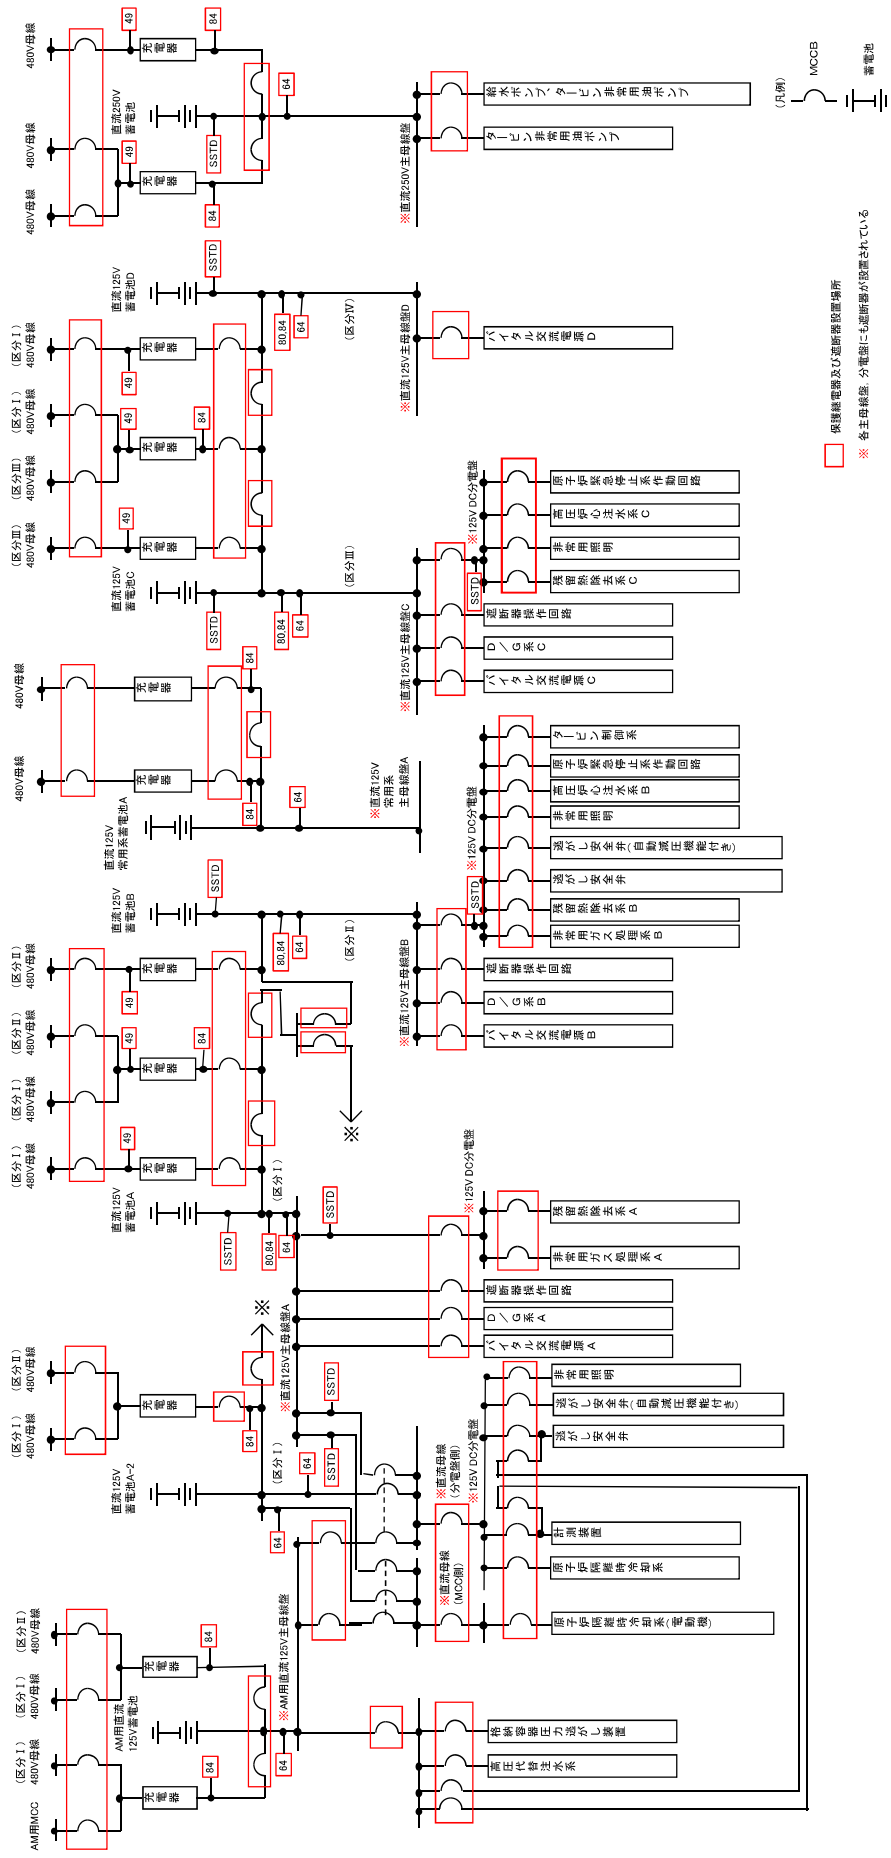 480V母線
49
充電器
84
直流250V
蓄電池
SSTD
64
480V母線
49
充電器
84
480V母線
※直流250V主母線盤
給水ポンプ、タービン非常用油ポンプ
タービン非常用油ポンプ
(凡例)
MCCB
蓄電池
直流125V
蓄電池D
SSTD
80,84
64
(区分Ⅳ)
※直流125V主母線盤D
バイタル交流電源D
(区分Ⅰ)
480V母線
49
充電器
(区分Ⅰ)
480V母線
49
充電器
84
(区分Ⅲ)
480V母線
(区分Ⅲ)
480V母線
49
充電器
直流125V
蓄電池C
SSTD
80,84
64
(区分Ⅲ)
※直流125V主母線盤C
※125V DC分電盤
SSTD
原子炉緊急停止系作動回路
高圧炉心注水系C
非常用照明
残留熱除去系C
遮断器操作回路
D/G系C
バイタル交流電源C
保護継電器及び遮断器設置場所
※ 各主母線盤、分電盤にも遮断器が設置されている
480V母線
充電器
84
480V母線
充電器
84
64
直流125V
常用系蓄電池A
※直流125V
常用系
主母線盤A
直流125V
蓄電池B
SSTD
80,84
64
(区分Ⅱ)
※直流125V主母線盤B
※125V DC分電盤
SSTD
タービン制御系
原子炉緊急停止系作動回路
高圧炉心注水系B
非常用照明
逃がし安全弁(自動減圧機能付き)
逃がし安全弁
残留熱除去系B
非常用ガス処理系B
遮断器操作回路
D/G系B
バイタル交流電源B
(区分Ⅱ)
480V母線
49
充電器
(区分Ⅱ)
480V母線
49
充電器
84
(区分Ⅰ)
480V母線
(区分Ⅰ)
480V母線
49
充電器
※
直流125V
蓄電池A
SSTD
80,84
64
(区分Ⅰ)
※直流125V主母線盤A
SSTD
※125V DC分電盤
残留熱除去系A
非常用ガス処理系A
遮断器操作回路
D/G系A
バイタル交流電源A
(区分Ⅱ)
480V母線
(区分Ⅰ)
480V母線
充電器
84
※
直流125V
蓄電池A-2
64
64
(区分Ⅰ)
SSTD
SSTD
※直流母線
(分電盤側)
※125V DC分電盤
非常用照明
逃がし安全弁(自動減圧機能付き)
逃がし安全弁
計測装置
原子炉隔離時冷却系
※直流母線
(MCC側)
原子炉隔離時冷却系(電動機)
(区分Ⅱ)
480V母線
(区分Ⅰ)
480V母線
充電器
84
AM用直流
125V蓄電池
64
※AM用直流125V主母線盤
(区分Ⅰ)
480V母線
AM用MCC
充電器
84
格納容器圧力逃がし装置
高圧代替注水系